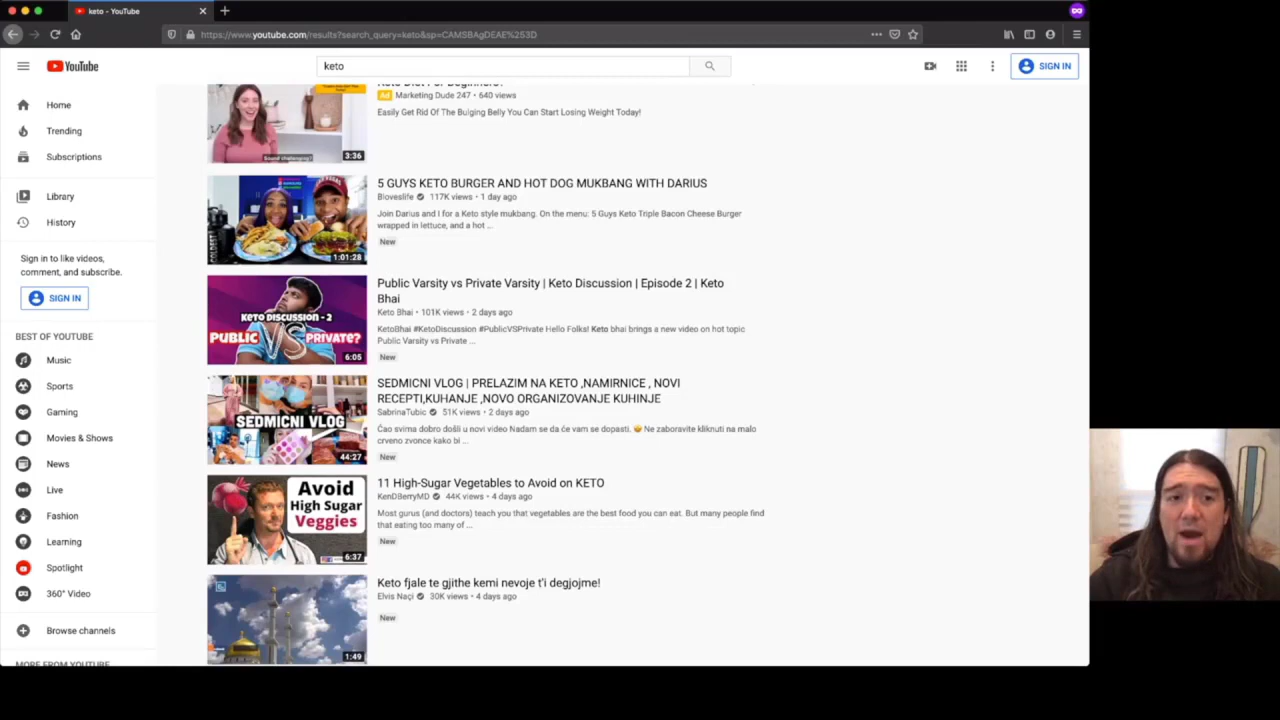 keto - YouTube
https://www.youtube.com/results?search_query=keto&sp=CAMSBAgDEAE%253D
YouTube
keto
SIGN IN
Home
Trending
Subscriptions
Library
History
Sign in to like videos,
comment, and subscribe.
SIGN IN
BEST OF YOUTUBE
Music
Sports
Gaming
Movies & Shows
News
Live
Fashion
Learning
Spotlight
360° Video
Browse channels
MORE FROM YOUTUBE
Keto Diet For Beginners?
Ad Marketing Dude 247 • 640 views
Easily Get Rid Of The Bulging Belly You Can Start Losing Weight Today!
Sound challenging?
3:36
5 GUYS KETO BURGER AND HOT DOG MUKBANG WITH DARIUS
Bloveslife 117K views • 1 day ago
Join Darius and I for a Keto style mukbang. On the menu: 5 Guys Keto Triple Bacon Cheese Burger
wrapped in lettuce, and a hot ...
New
COLDEST
1:01:28
Public Varsity vs Private Varsity | Keto Discussion | Episode 2 | Keto
Bhai
Keto Bhai • 101K views • 2 days ago
KetoBhai #KetoDiscussion #PublicVSPrivate Hello Folks! Keto bhai brings a new video on hot topic
Public Varsity vs Private ...
New
KETO DISCUSSION - 2
PUBLIC VS PRIVATE?
6:05
SEDMICNI VLOG | PRELAZIM NA KETO ,NAMIRNICE , NOVI
RECEPTI,KUHANJE ,NOVO ORGANIZOVANJE KUHINJE
SabrinaTubic 51K views • 2 days ago
Ćao svima dobro došli u novi video Nadam se da će vam se dopasti. Ne zaboravite kliknuti na malo
crveno zvonce kako bi ...
New
SEDMICNI VLOG
44:27
11 High-Sugar Vegetables to Avoid on KETO
KenDBerryMD 44K views • 4 days ago
Most gurus (and doctors) teach you that vegetables are the best food you can eat. But many people find
that eating too many of ...
New
Avoid
High Sugar
Veggies
6:37
Keto fjale te gjithe kemi nevoje t'i degjojme!
Elvis Naçi 30K views • 4 days ago
New
1:49